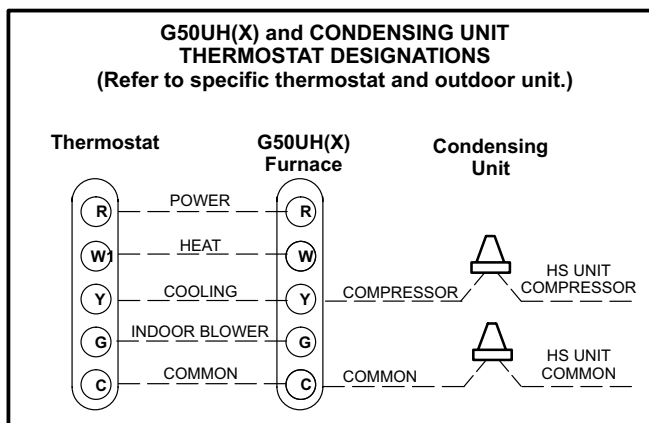 G50UH(X) and CONDENSING UNIT
THERMOSTAT DESIGNATIONS
(Refer to specific thermostat and outdoor unit.)
Thermostat
G50UH(X)
Furnace
Condensing
Unit
R POWER R
W1 HEAT W
Y COOLING Y COMPRESSOR HS UNIT
COMPRESSOR
G INDOOR BLOWER G
C COMMON C COMMON HS UNIT
COMMON